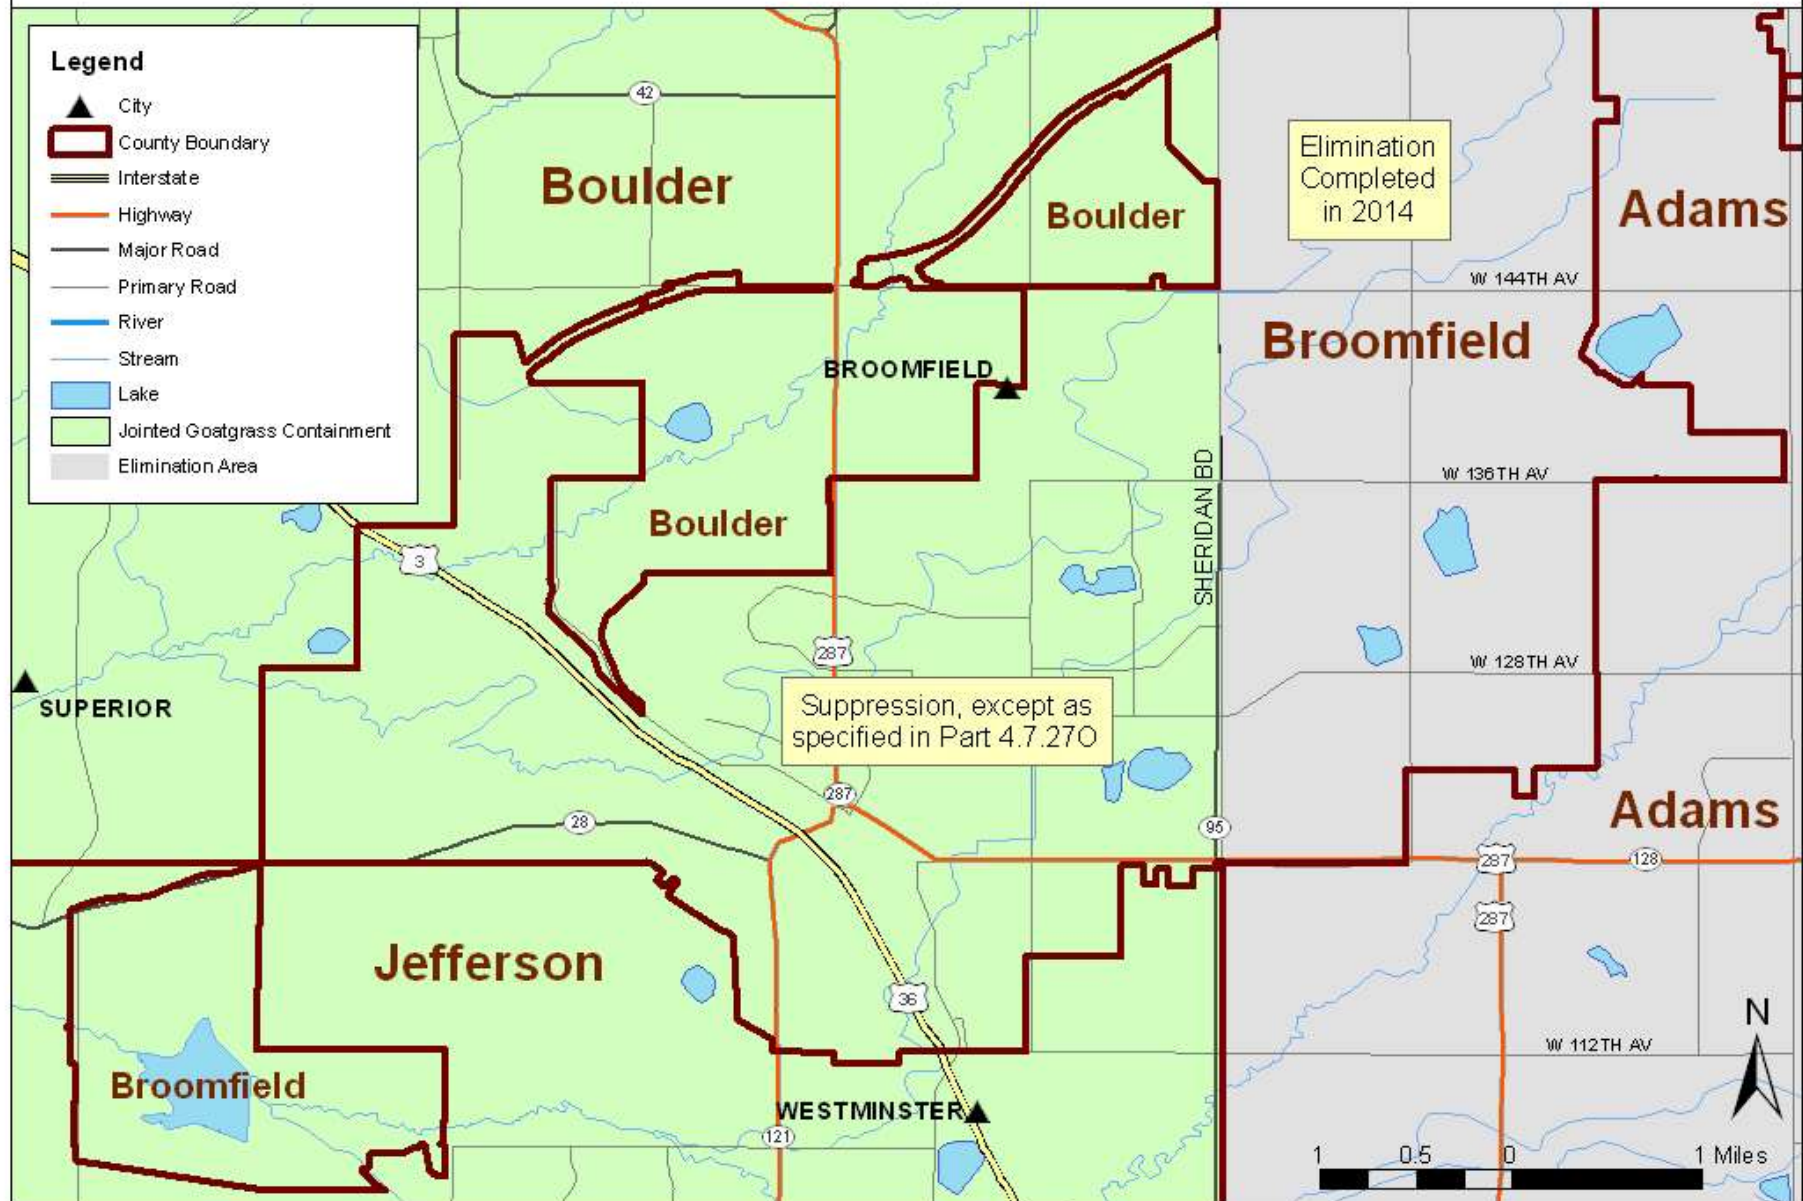 Legend
City
County Boundary
Interstate
Highway
Major Road
Primary Road
River
Stream
Lake
Jointed Goatgrass Containment
Elimination Area
42
Boulder
Boulder
Elimination
Completed
in 2014
Adams
W 144TH AV
Broomfield
BROOMFIELD
W 136TH AV
SHERIDAN BD
Boulder
3
287
W 128TH AV
SUPERIOR
Suppression, except as
specified in Part 4.7.27O
287
28
95
Adams
287
128
287
Jefferson
36
N
W 112TH AV
Broomfield
WESTMINSTER
121
1 0.5 0 1 Miles